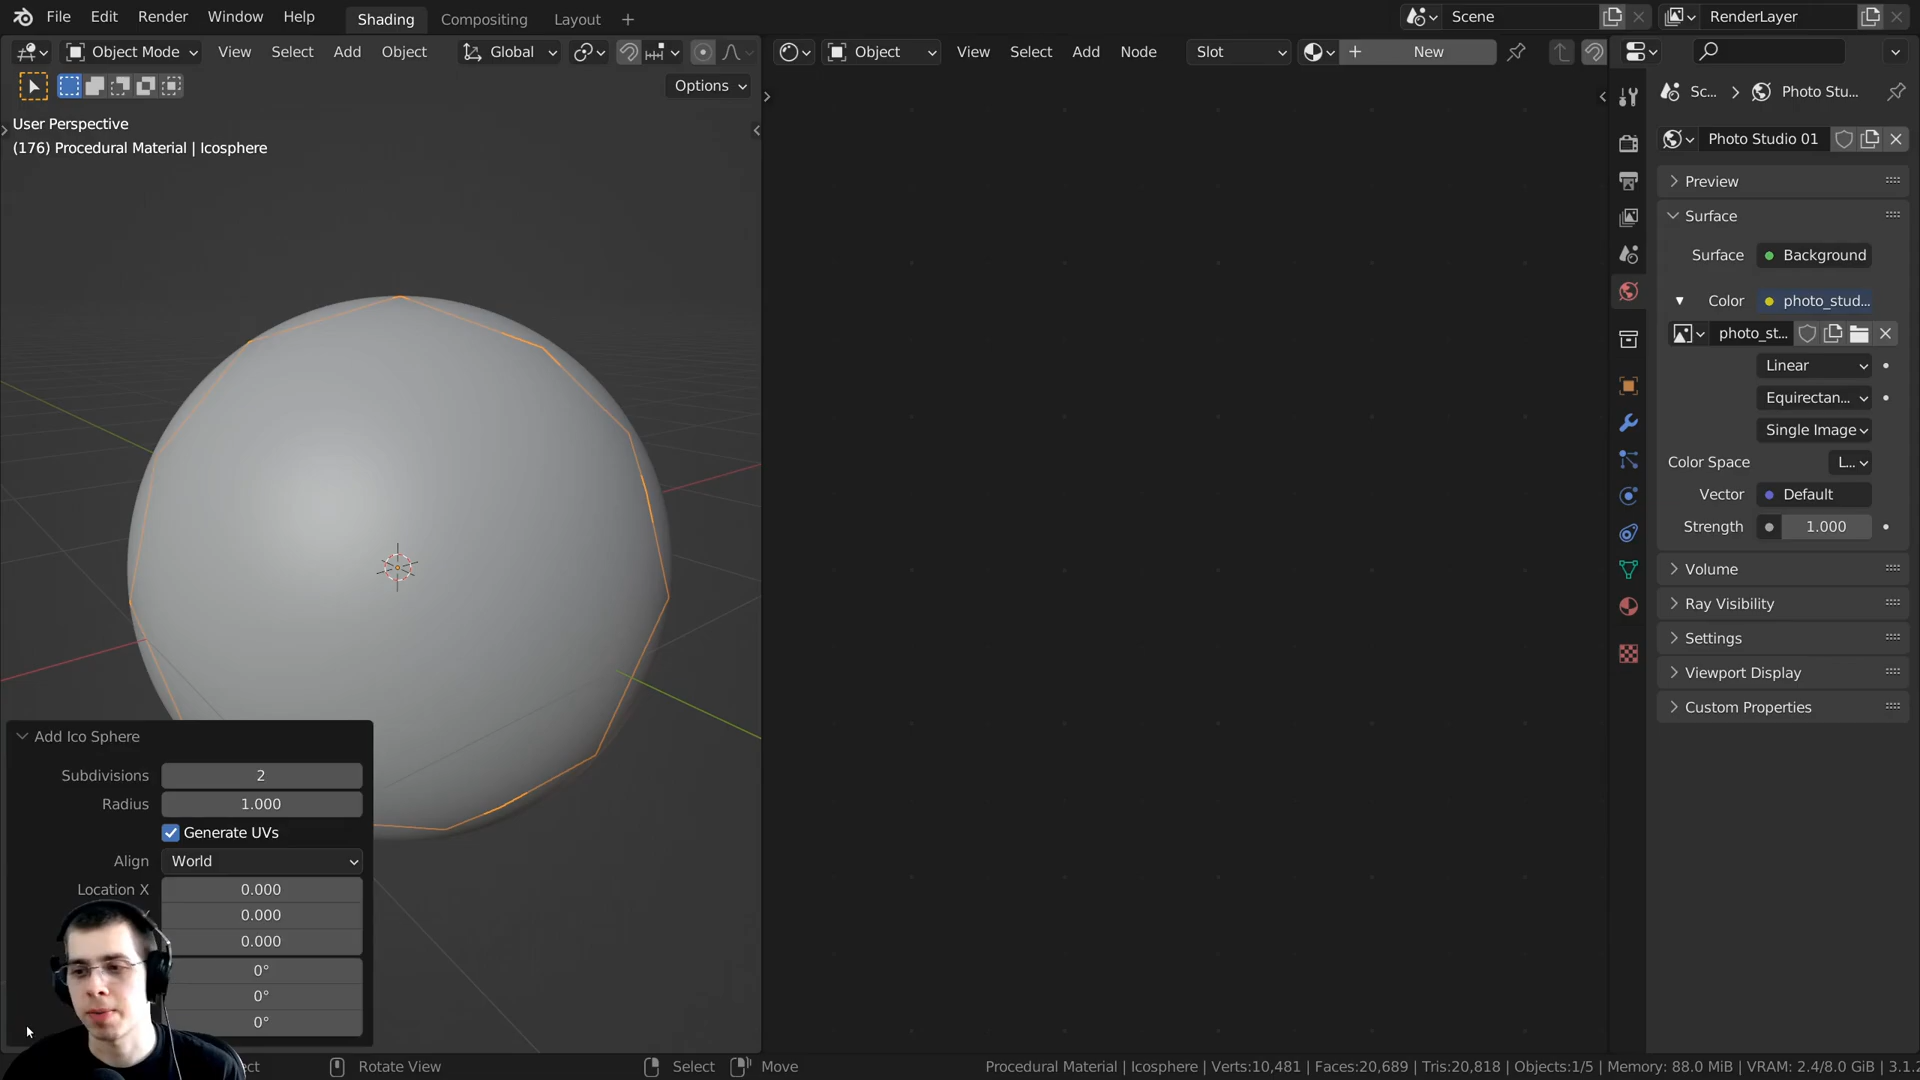 File Edit Render Window Help Shading Compositing Layout + Scene RenderLayer
Object Mode View Select Add Object Global Object View Select Add Node Slot New
Options
User Perspective
(176) Procedural Material | Icosphere
Sc... Photo Stu...
Photo Studio 01
Preview
Surface
Surface Background
Color photo_stud...
photo_st...
Linear
Equirectan...
Single Image
Color Space L...
Vector Default
Strength 1.000
Volume
Ray Visibility
Settings
Viewport Display
Custom Properties
Add Ico Sphere
Subdivisions 2
Radius 1.000
Generate UVs
Align World
Location X 0.000
0.000
0.000
0°
0°
0°
Rotate View Select Move Procedural Material | Icosphere | Verts:10,481 | Faces:20,689 | Tris:20,818 | Objects:1/5 | Memory: 88.0 MiB | VRAM: 2.4/8.0 GiB | 3.1.